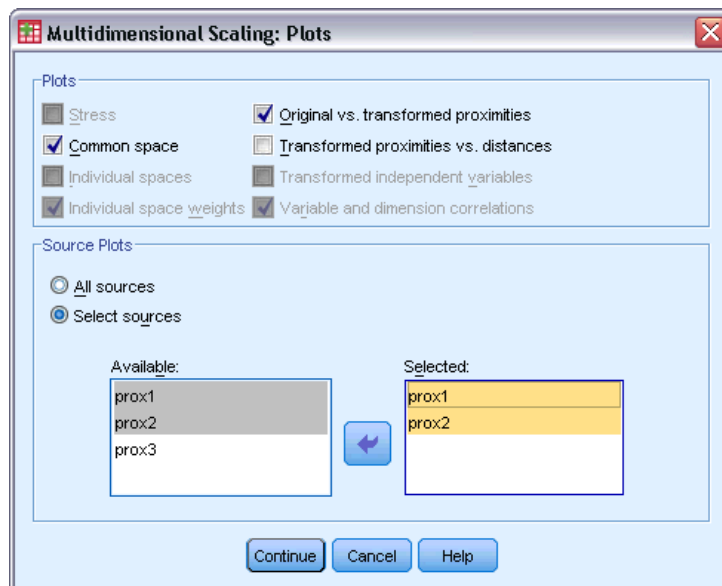 Multidimensional Scaling: Plots
Plots
Stress
Original vs. transformed proximities
Common space
Transformed proximities vs. distances
Individual spaces
Transformed independent variables
Individual space weights
Variable and dimension correlations
Source Plots
All sources
Select sources
Available:
prox1
prox2
prox3
Selected:
prox1
prox2
Continue
Cancel
Help